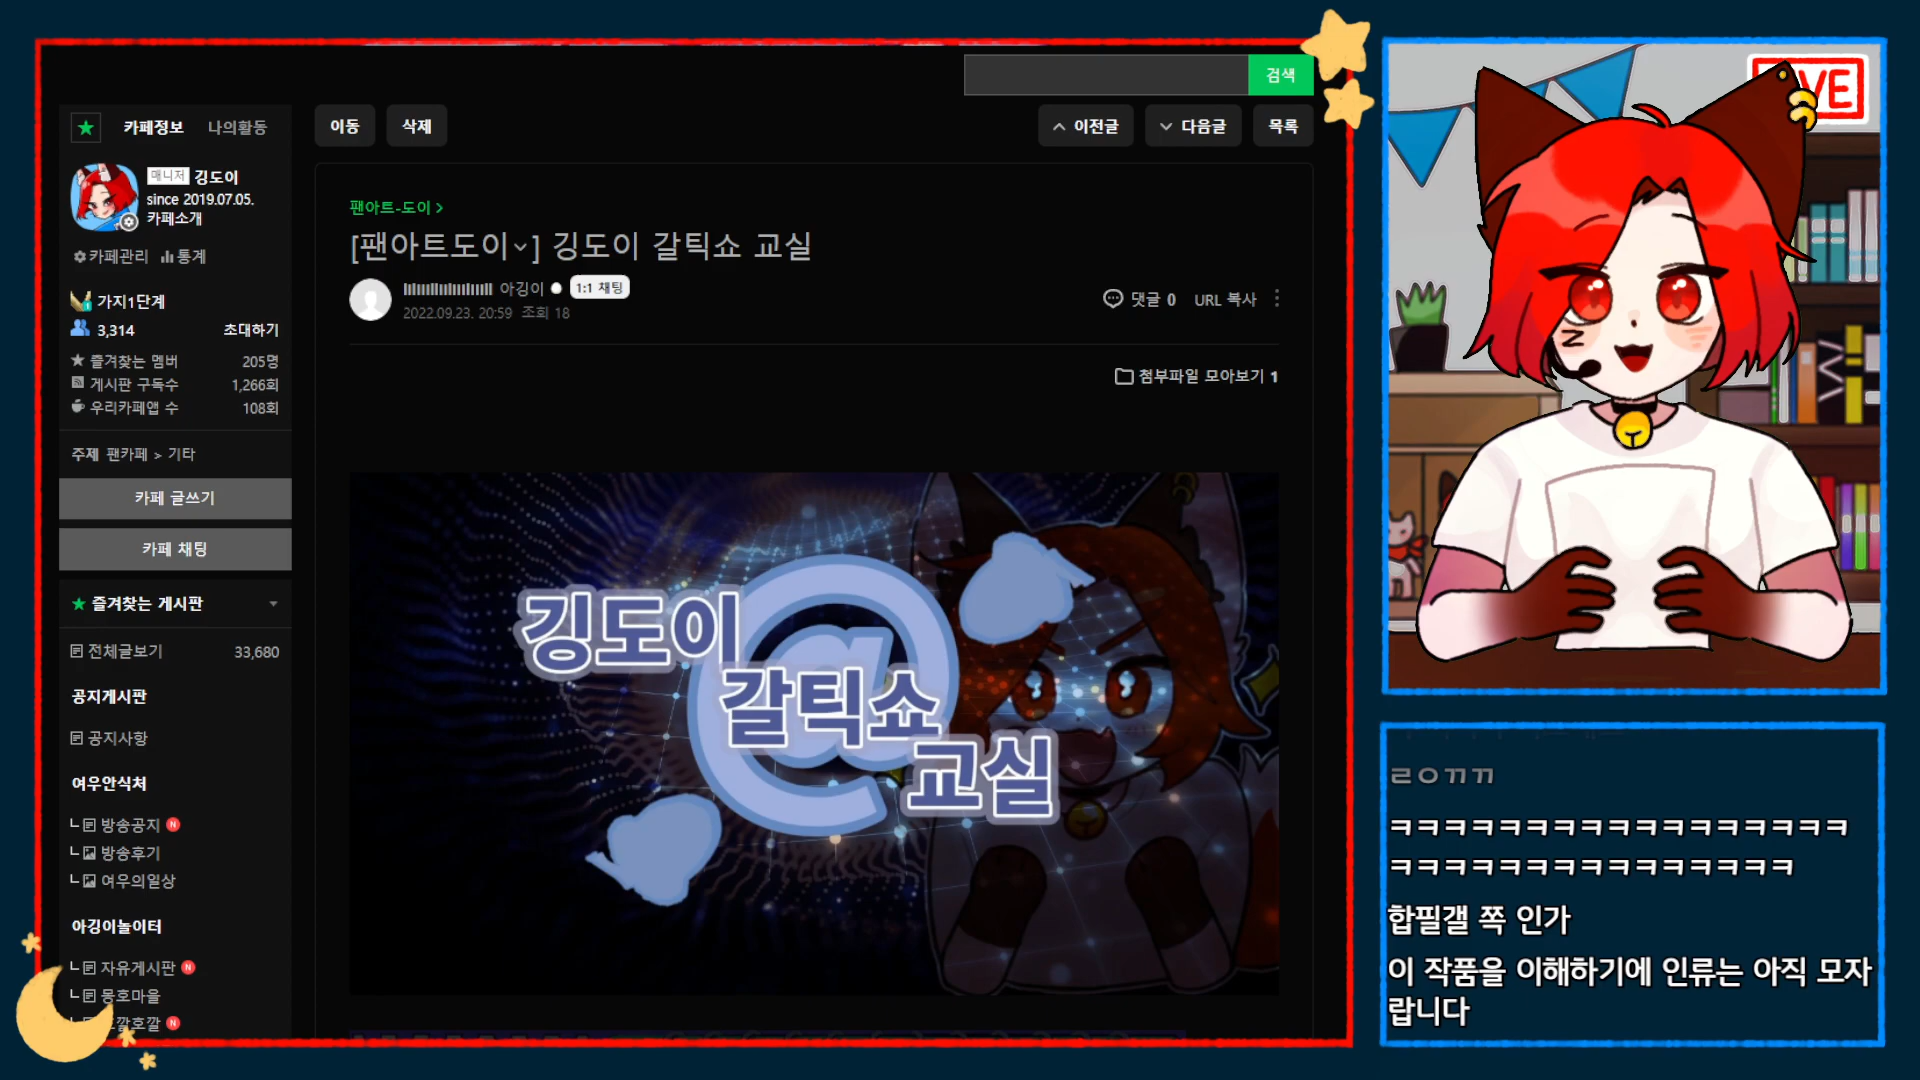 검색
카페정보 나의활동
매니저 깅도이
since 2019.07.05.
카페소개
카페관리 통계
가지1단계
3,314 초대하기
즐겨찾는 멤버 205명
게시판 구독수 1,266회
우리카페앱 수 108회
주제 팬카페 > 기타
카페 글쓰기
카페 채팅
즐겨찾는 게시판
전체글보기 33,680
공지게시판
공지사항
여우안식처
방송공지 N
방송후기
여우의일상
아깅이놀이터
자유게시판 N
몽호마을
깔호깔 N
이동 삭제
이전글 다음글 목록
팬아트-도이 >
[팬아트도이] 깅도이 갈틱쇼 교실
아깅이 1:1 채팅
2022.09.23. 20:59 조회 18
댓글 0 URL 복사
첨부파일 모아보기 1
@
깅도이
갈틱쇼
교실
VE
ㄹㅇㄲㄲ
ㅋㅋㅋㅋㅋㅋㅋㅋㅋㅋㅋㅋㅋㅋㅋㅋㅋ
ㅋㅋㅋㅋㅋㅋㅋㅋㅋㅋㅋㅋㅋㅋㅋ
합필갤 쪽 인가
이 작품을 이해하기에 인류는 아직 모자
랍니다